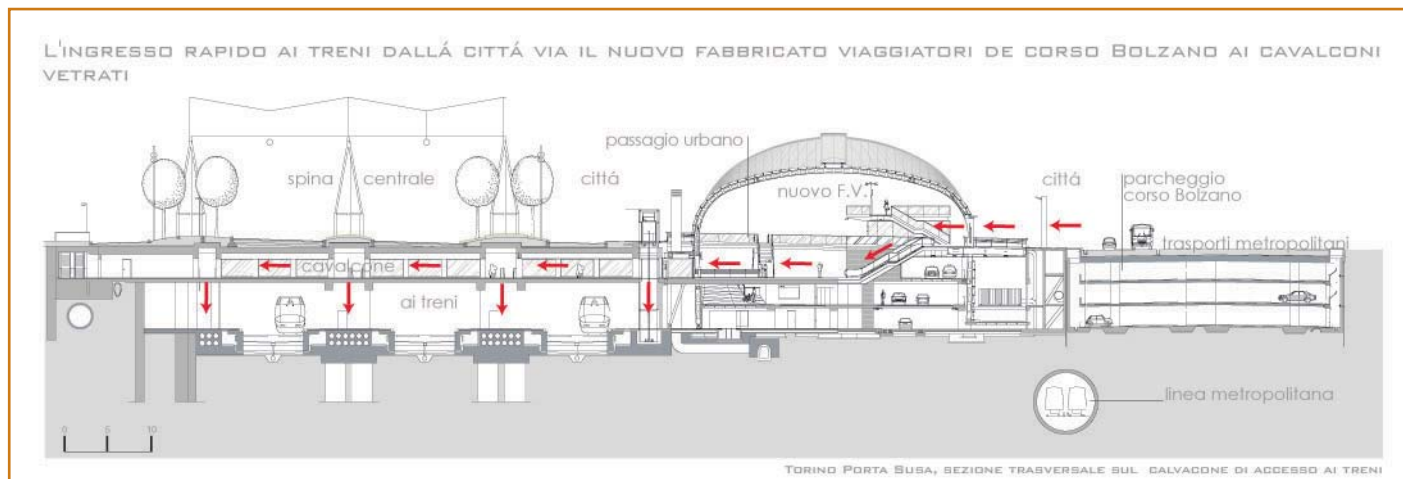 L'INGRESSO RAPIDO AI TRENI DALLÁ CITTÁ VIA IL NUOVO FABBRICATO VIAGGIATORI DE CORSO BOLZANO AI CAVALCONI
VETRATI
passagio urbano
spina centrale
cittá
nuovo F.V.
cittá
parcheggio
corso Bolzano
trasporti metropolitani
cavalcone
ai treni
linea metropolitana
0 5 10
TORINO PORTA SUSA, SEZIONE TRASVERSALE SUL CALVACONE DI ACCESSO AI TRENI